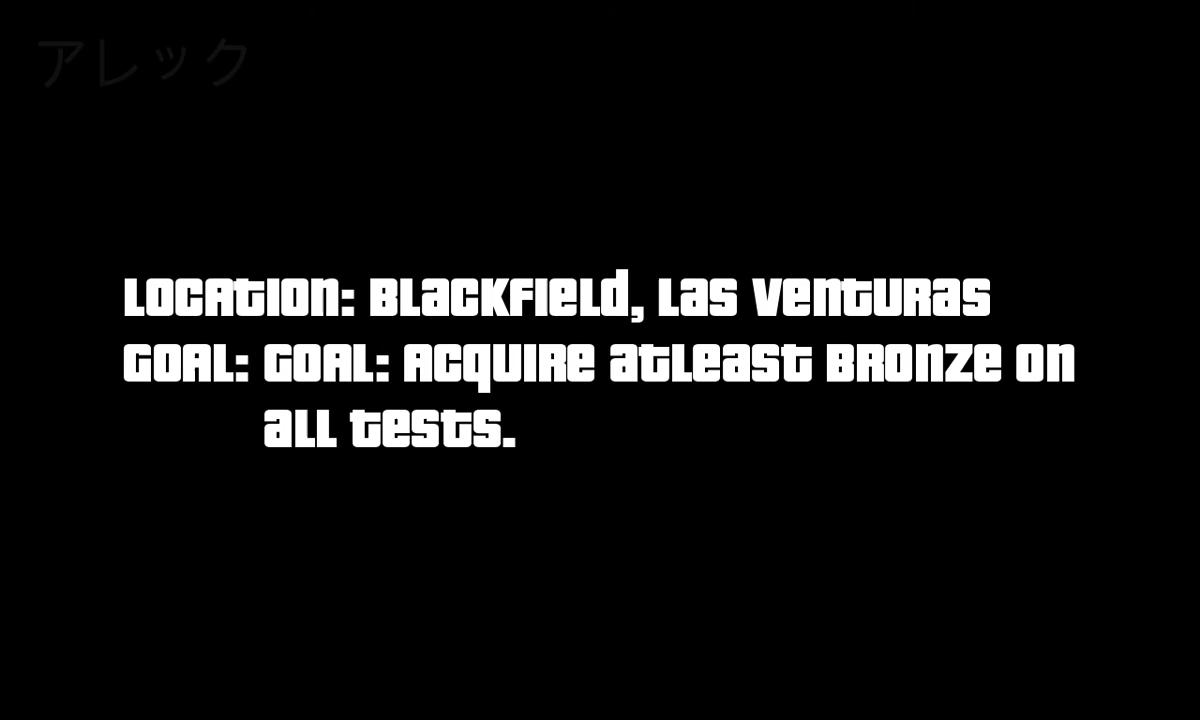 アレック
Location: Blackfield, Las Venturas
Goal: Goal: Acquire atleast bronze on
all tests.